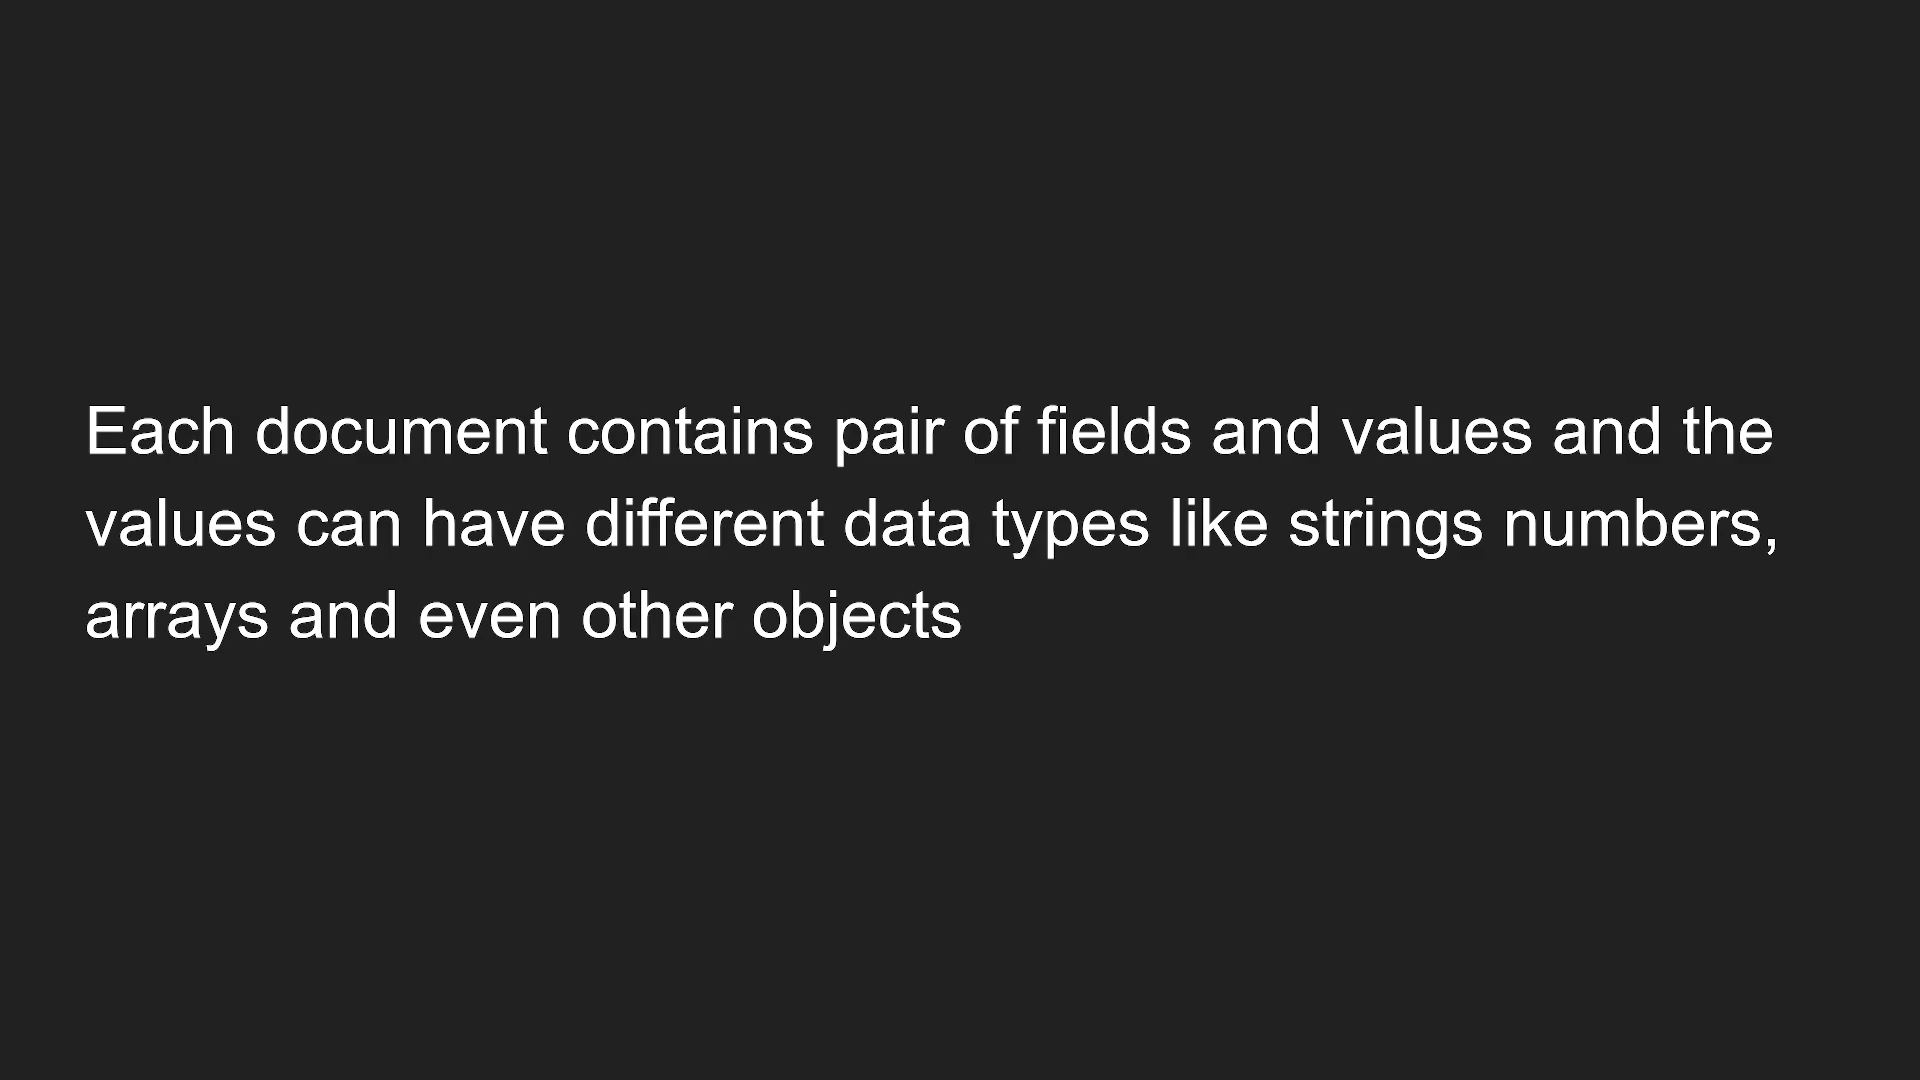 Each document contains pair of fields and values and the
values can have different data types like strings numbers,
arrays and even other objects